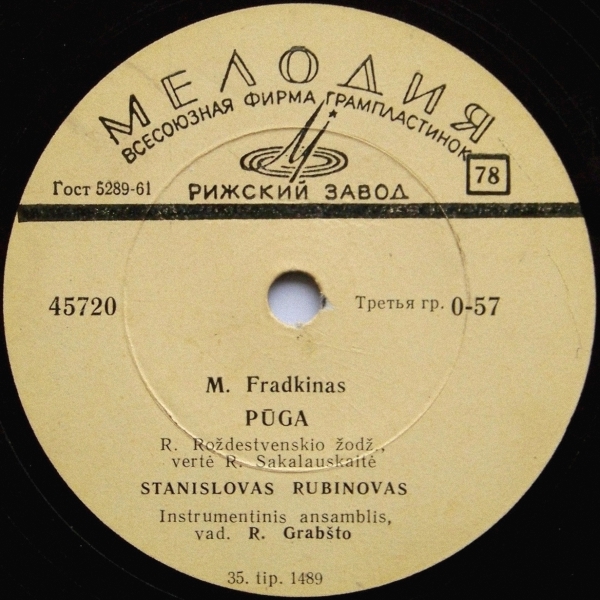 МЕЛОДИЯ
ВСЕСОЮЗНАЯ ФИРМА ГРАМПЛАСТИНОК
Гост 5289-61
РИЖСКИЙ ЗАВОД
78
45720
Третья гр. 0-57
M. Fradkinas
PŪGA
R. Roždestvenskio žodž.,
vertė R. Sakalauskaitė
STANISLOVAS RUBINOVAS
Instrumentinis ansamblis,
vad. R. Grabšto
35. tip. 1489